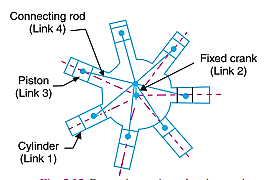 Connecting rod
(Link 4)
Fixed crank
(Link 2)
Piston
(Link 3)
Cylinder
(Link 1)